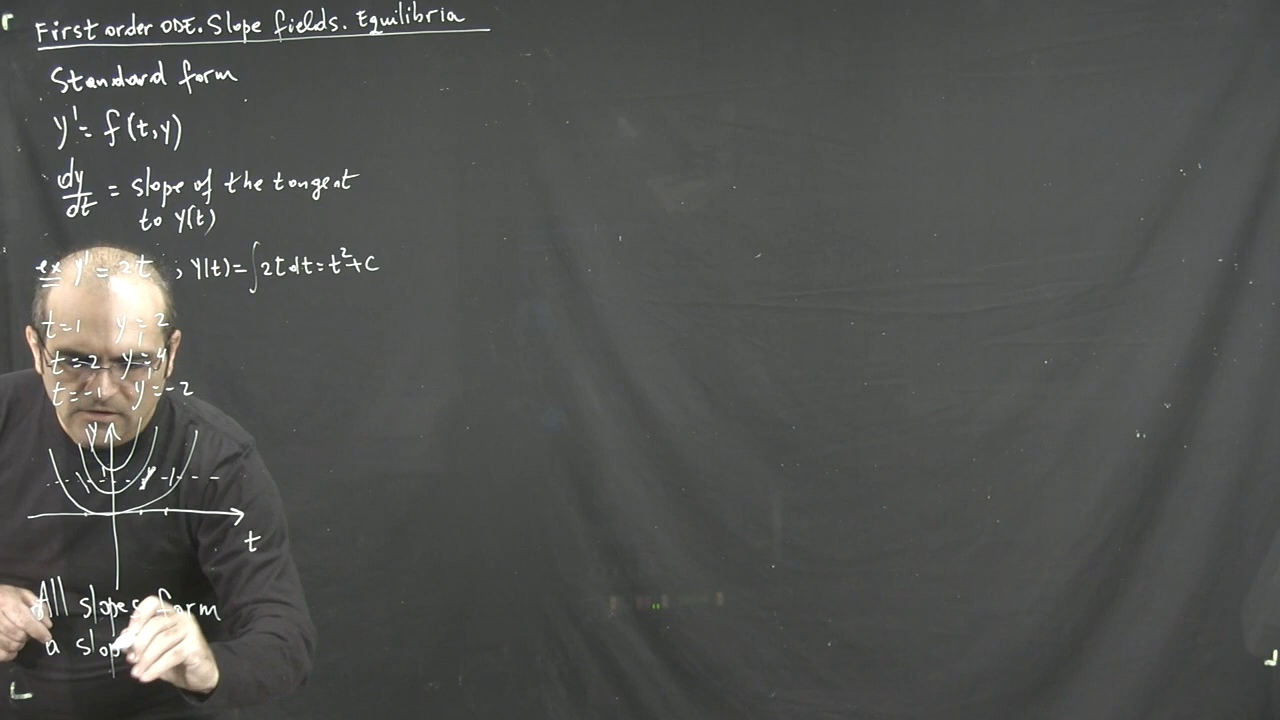 First order ODE. Slope fields. Equilibria
Standard form
y' = f(t,y)
dy/dt = slope of the tangent
to y(t)
ex y' = 2t ; y(t) = ∫2t dt = t² + c
t=1 y' = 2
t=2 y' = 4
t=-1 y' = -2
y
t
All slopes form
a slop